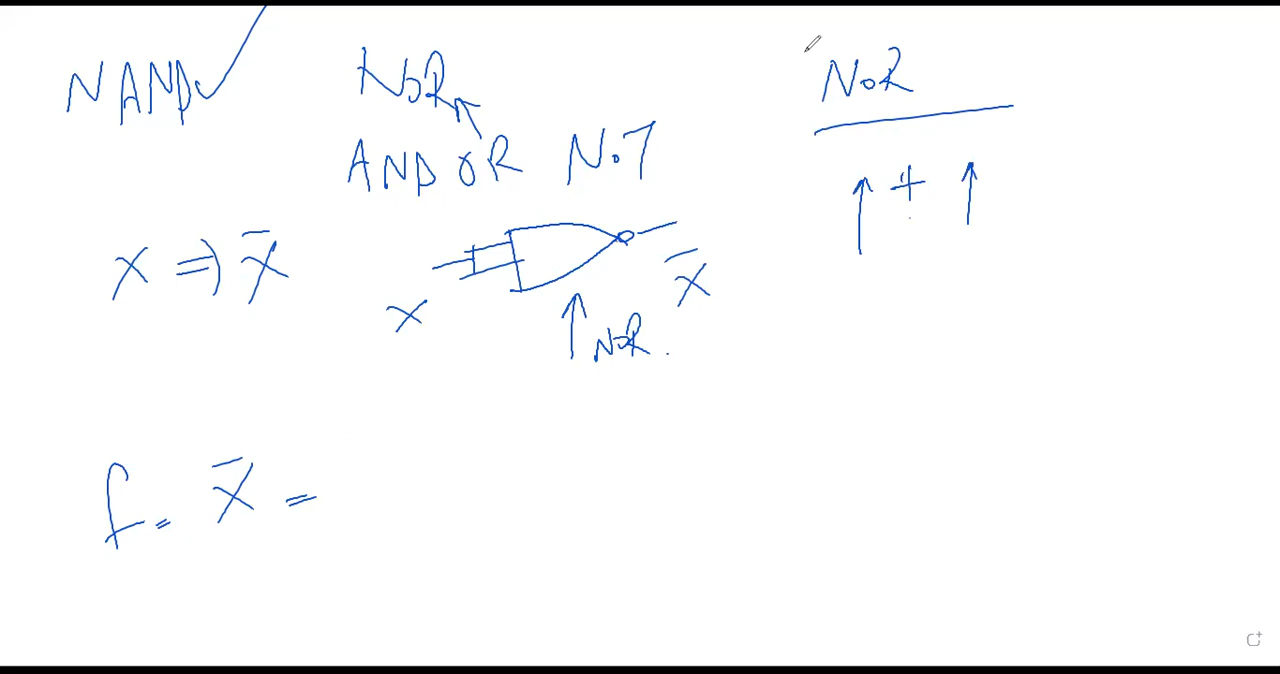 NAND NOR NOR
AND OR NOT
↑ + ↑
x ⇒ x̄
x x̄
↑ NOR.
f = x̄ =